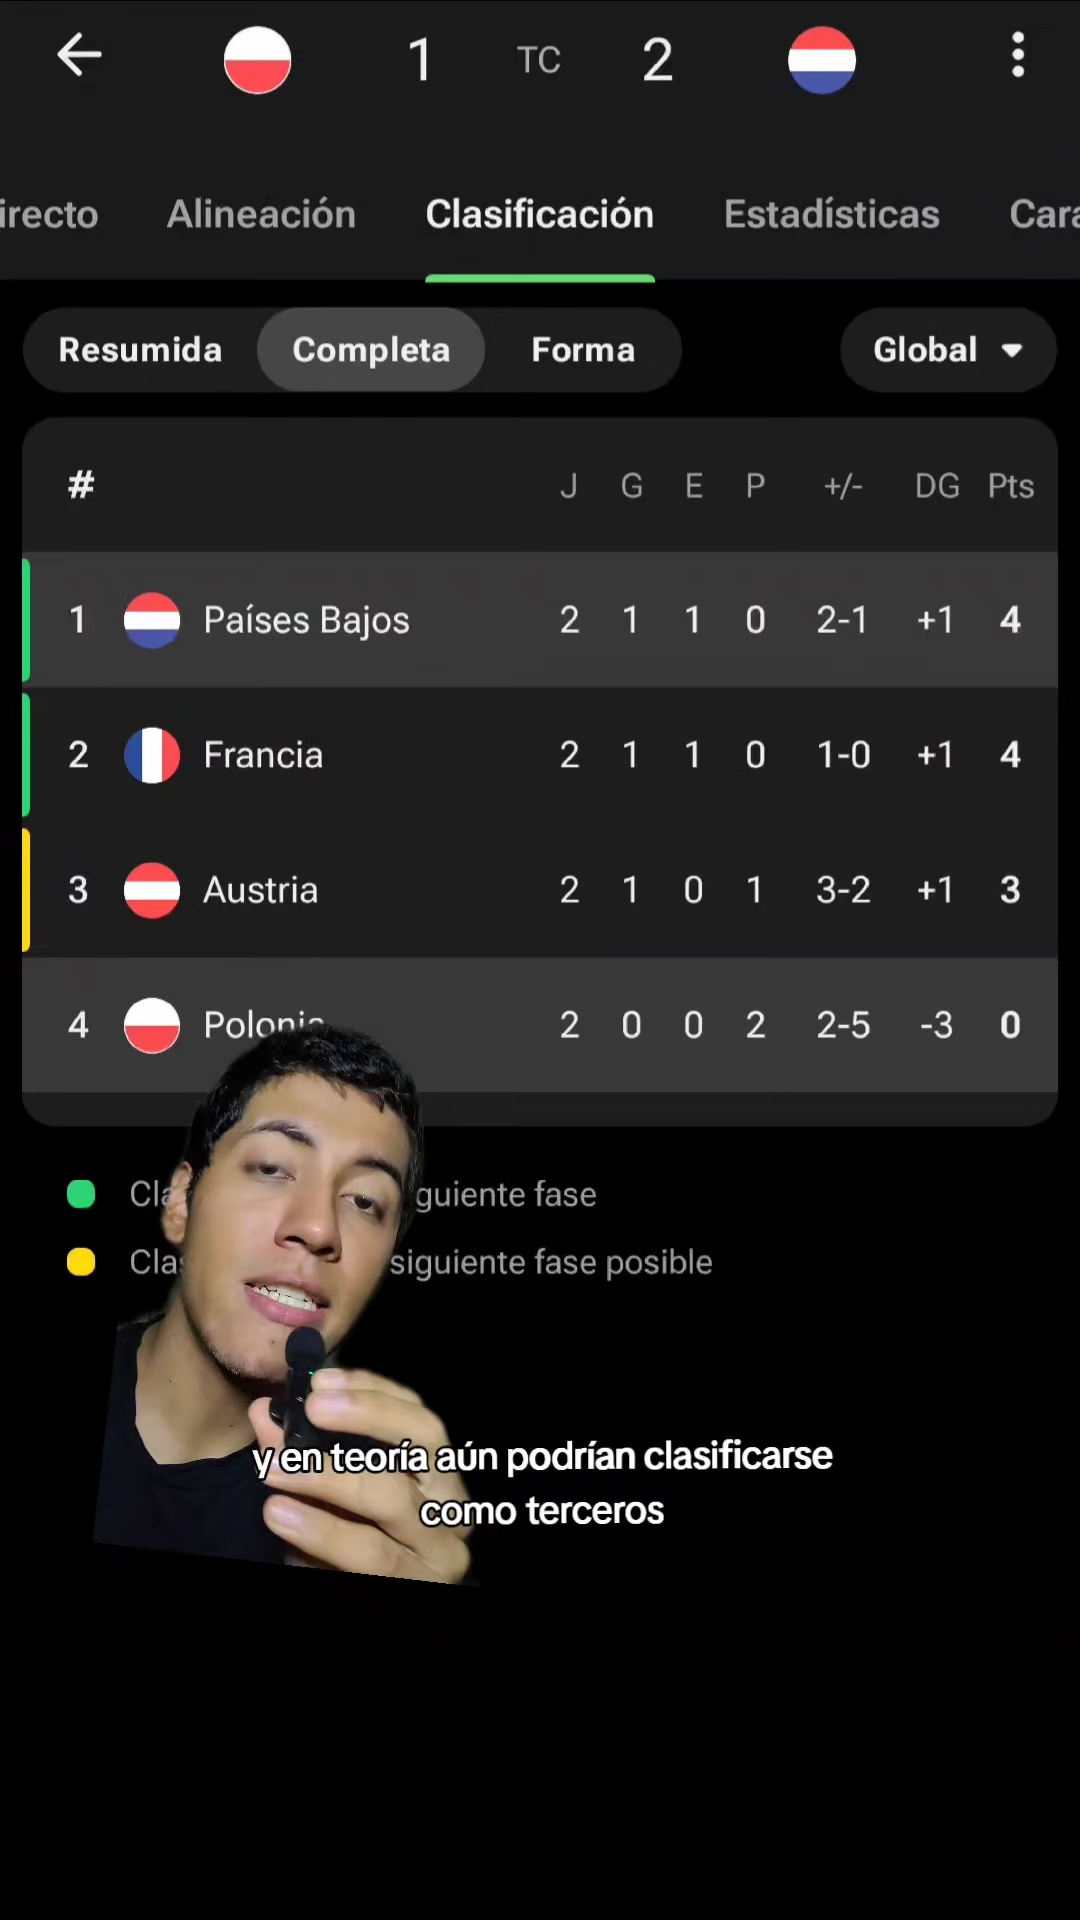 1 TC 2
irecto Alineación Clasificación Estadísticas Cara
Resumida Completa Forma Global
# J G E P +/- DG Pts
1 Países Bajos 2 1 1 0 2-1 +1 4
2 Francia 2 1 1 0 1-0 +1 4
3 Austria 2 1 0 1 3-2 +1 3
4 Polonia 2 0 0 2 2-5 -3 0
guiente fase
siguiente fase posible
y en teoría aún podrían clasificarse
como terceros